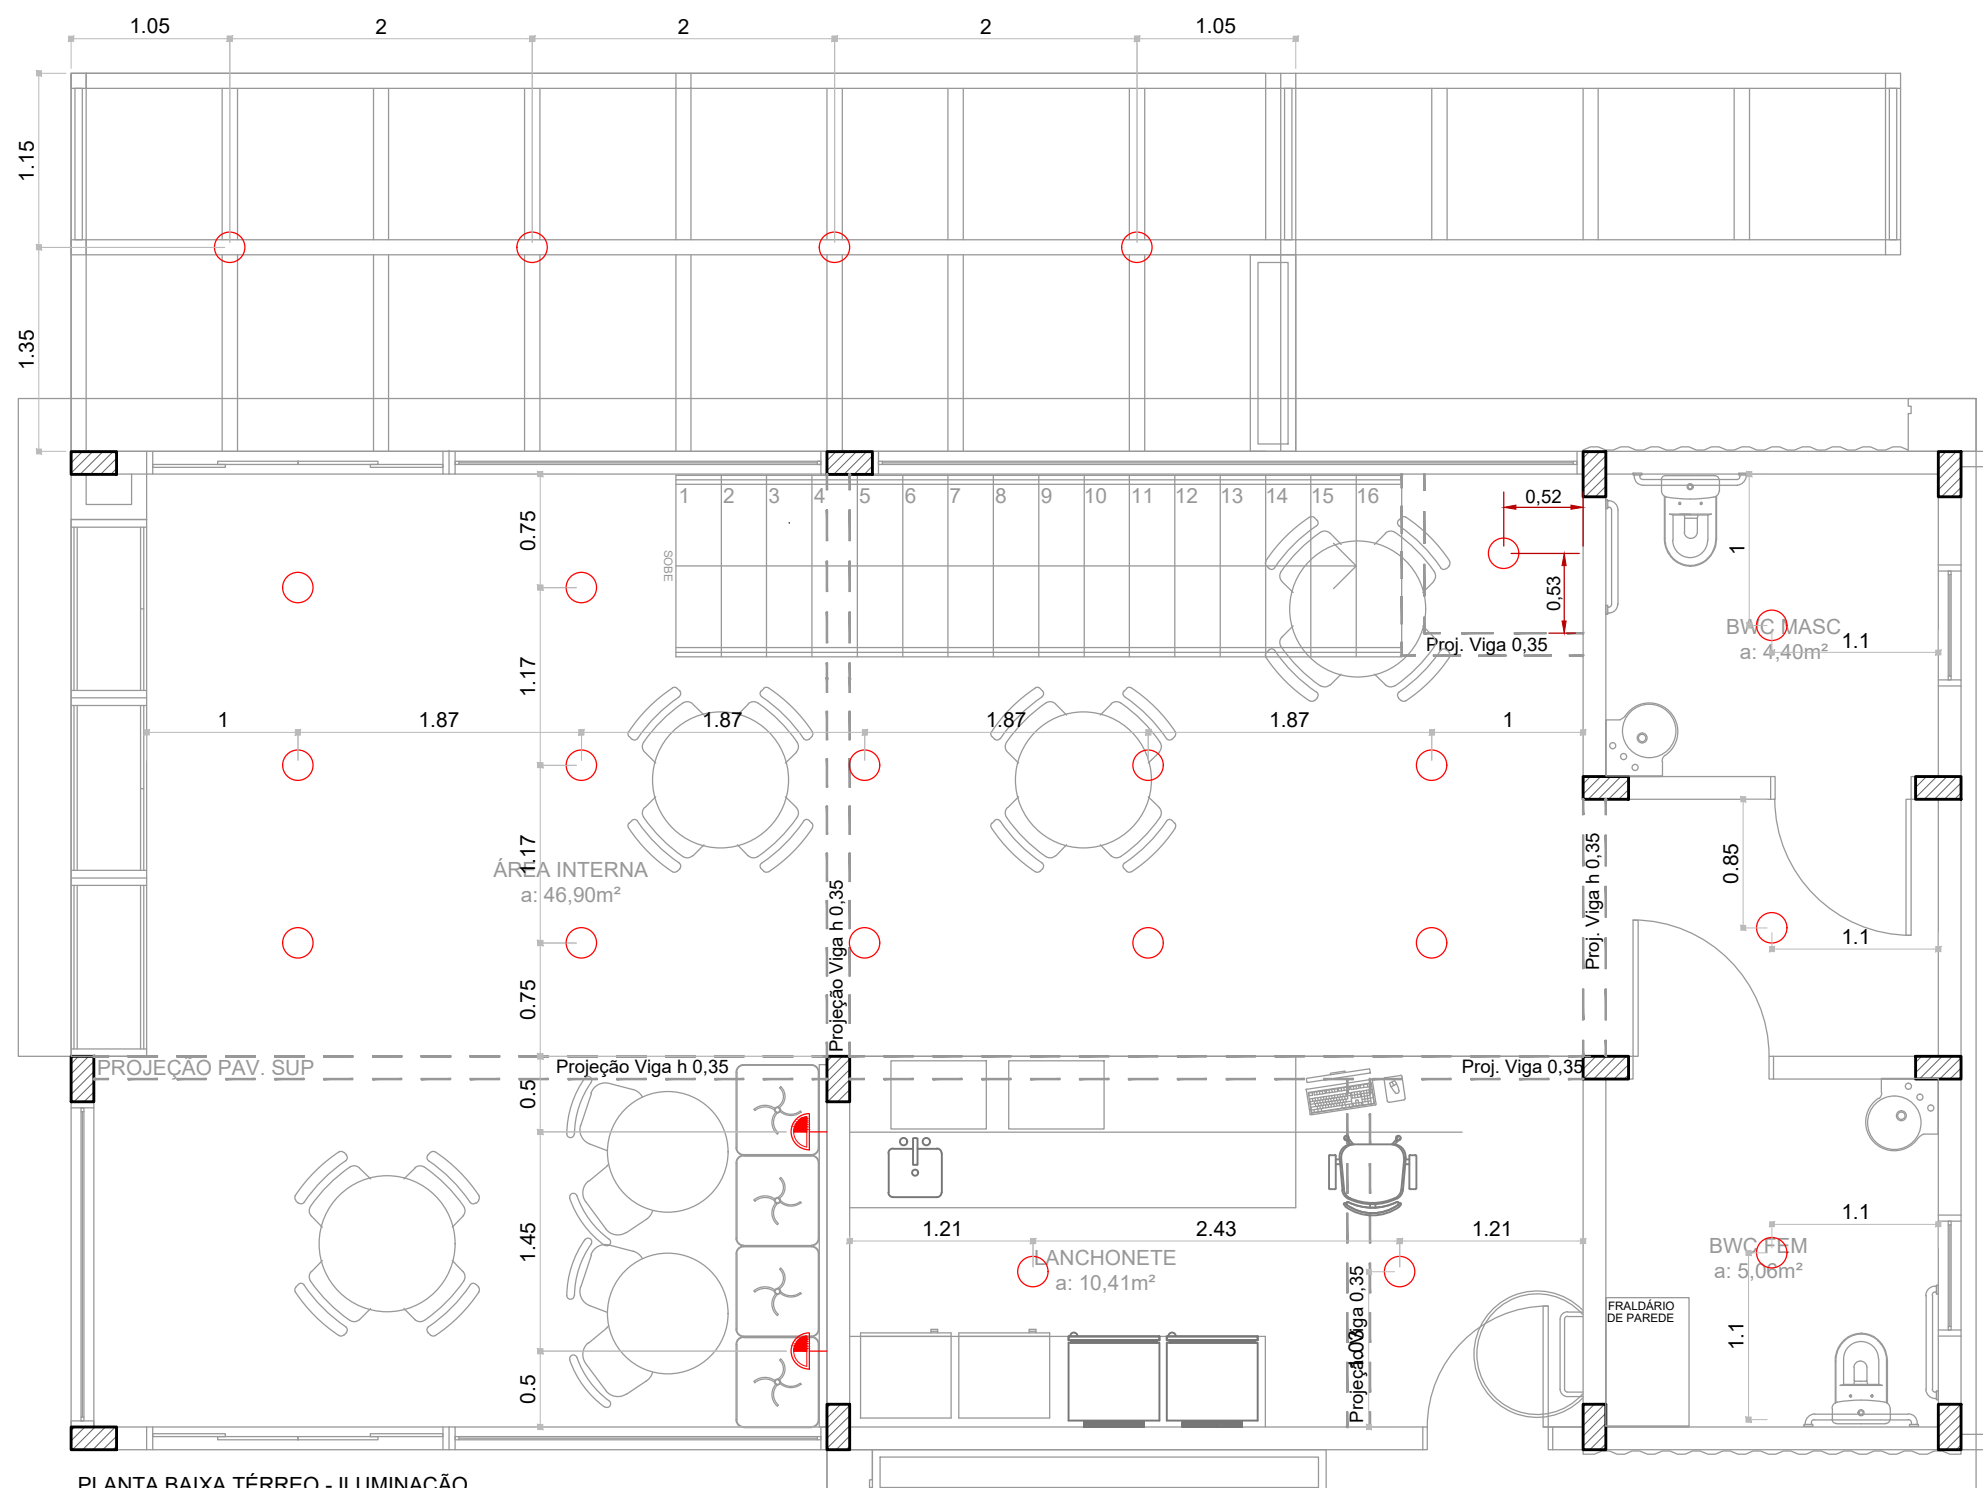 1.05 2 2 2 1.05
1.15
1.35
1 2 3 4 5 6 7 8 9 10 11 12 13 14 15 16
SOBE
0.75
0,52
0,53
1
BWC MASC
a: 4,40m²
1.1
Proj. Viga 0,35
1.17
1 1.87 1.87 1.87 1.87 1
1.17
ÁREA INTERNA
a: 46,90m²
Projeção Viga h 0,35
Proj. Viga h 0,35
0.85
1.1
0.75
PROJEÇÃO PAV. SUP
Projeção Viga h 0,35
Proj. Viga 0,35
0.5
1.45
0.5
1.21 2.43 1.21
LANCHONETE
a: 10,41m²
Projeção Viga 0,35
1.03
1.1
BWC FEM
a: 5,06m²
FRALDÁRIO
DE PAREDE
1.1
PLANTA BAIXA TÉRREO - ILUMINAÇÃO